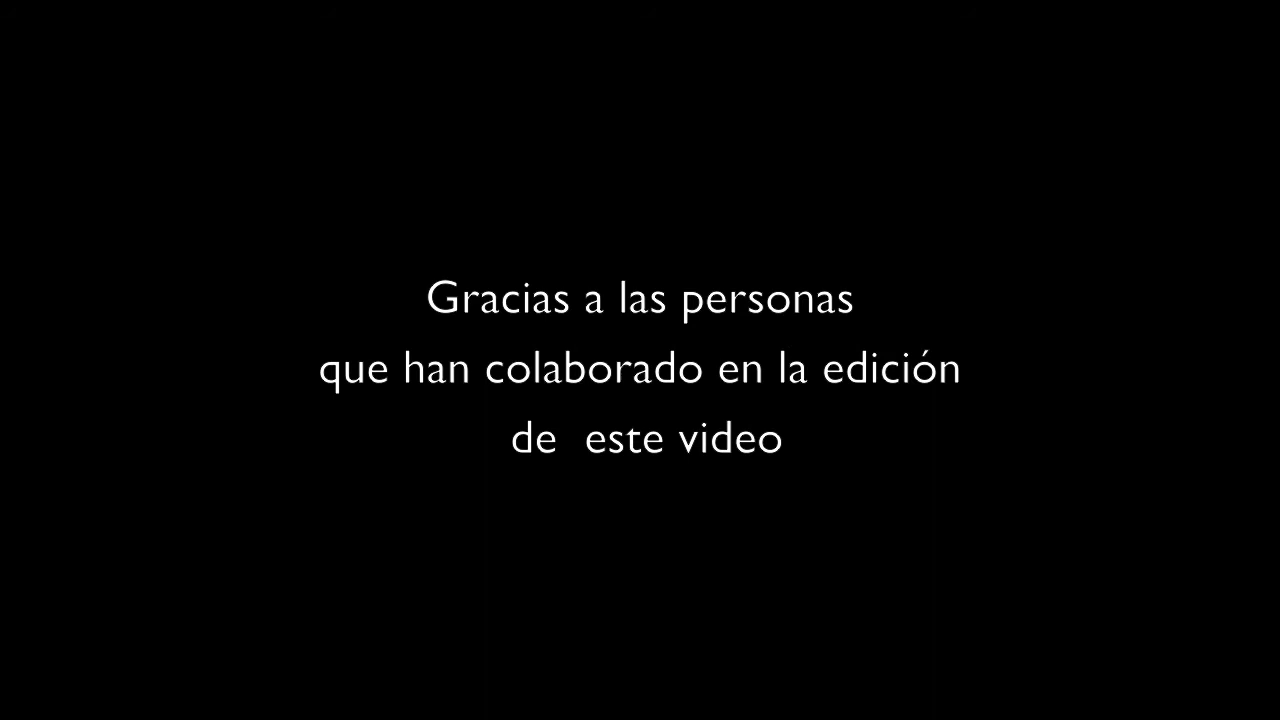 Gracias a las personas
que han colaborado en la edición
de  este video